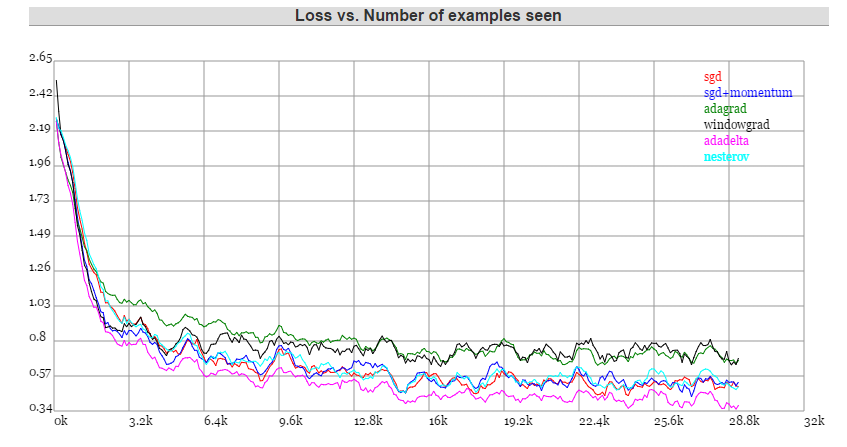 Loss vs. Number of examples seen
2.65
2.42
2.19
1.96
1.73
1.49
1.26
1.03
0.8
0.57
0.34
sgd
sgd+momentum
adagrad
windowgrad
adadelta
nesterov
0k 3.2k 6.4k 9.6k 12.8k 16k 19.2k 22.4k 25.6k 28.8k 32k